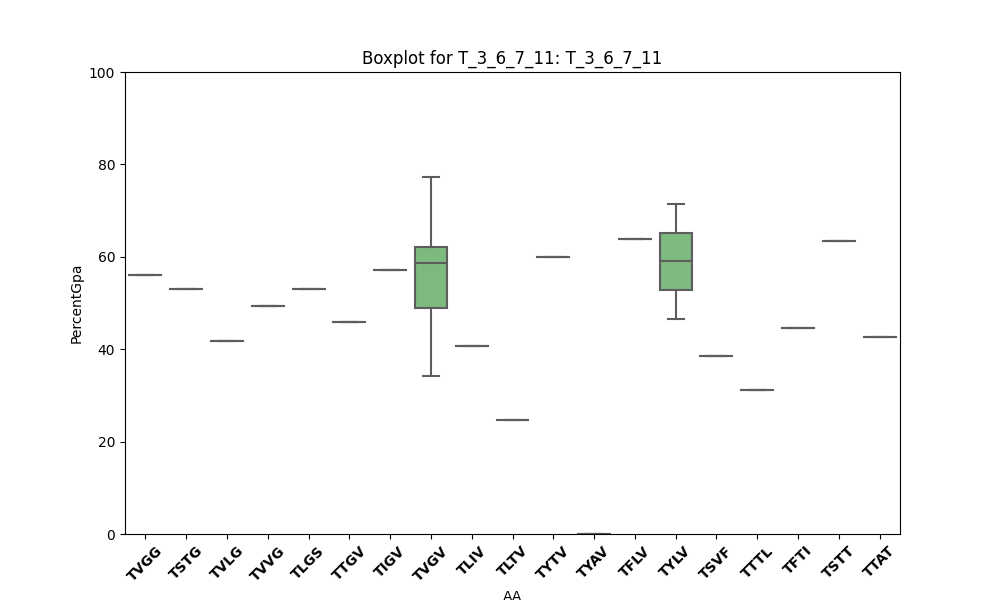 Boxplot for T_3_6_7_11: T_3_6_7_11
100
80
60
40
20
0
PercentGpa
TVGG TSTG TVLG TVVG TLGS TTGV TIGV TVGV TLIV TLTV TYTV TYAV TFLV TYLV TSVF TTTL TFTI TSTT TTAT
AA